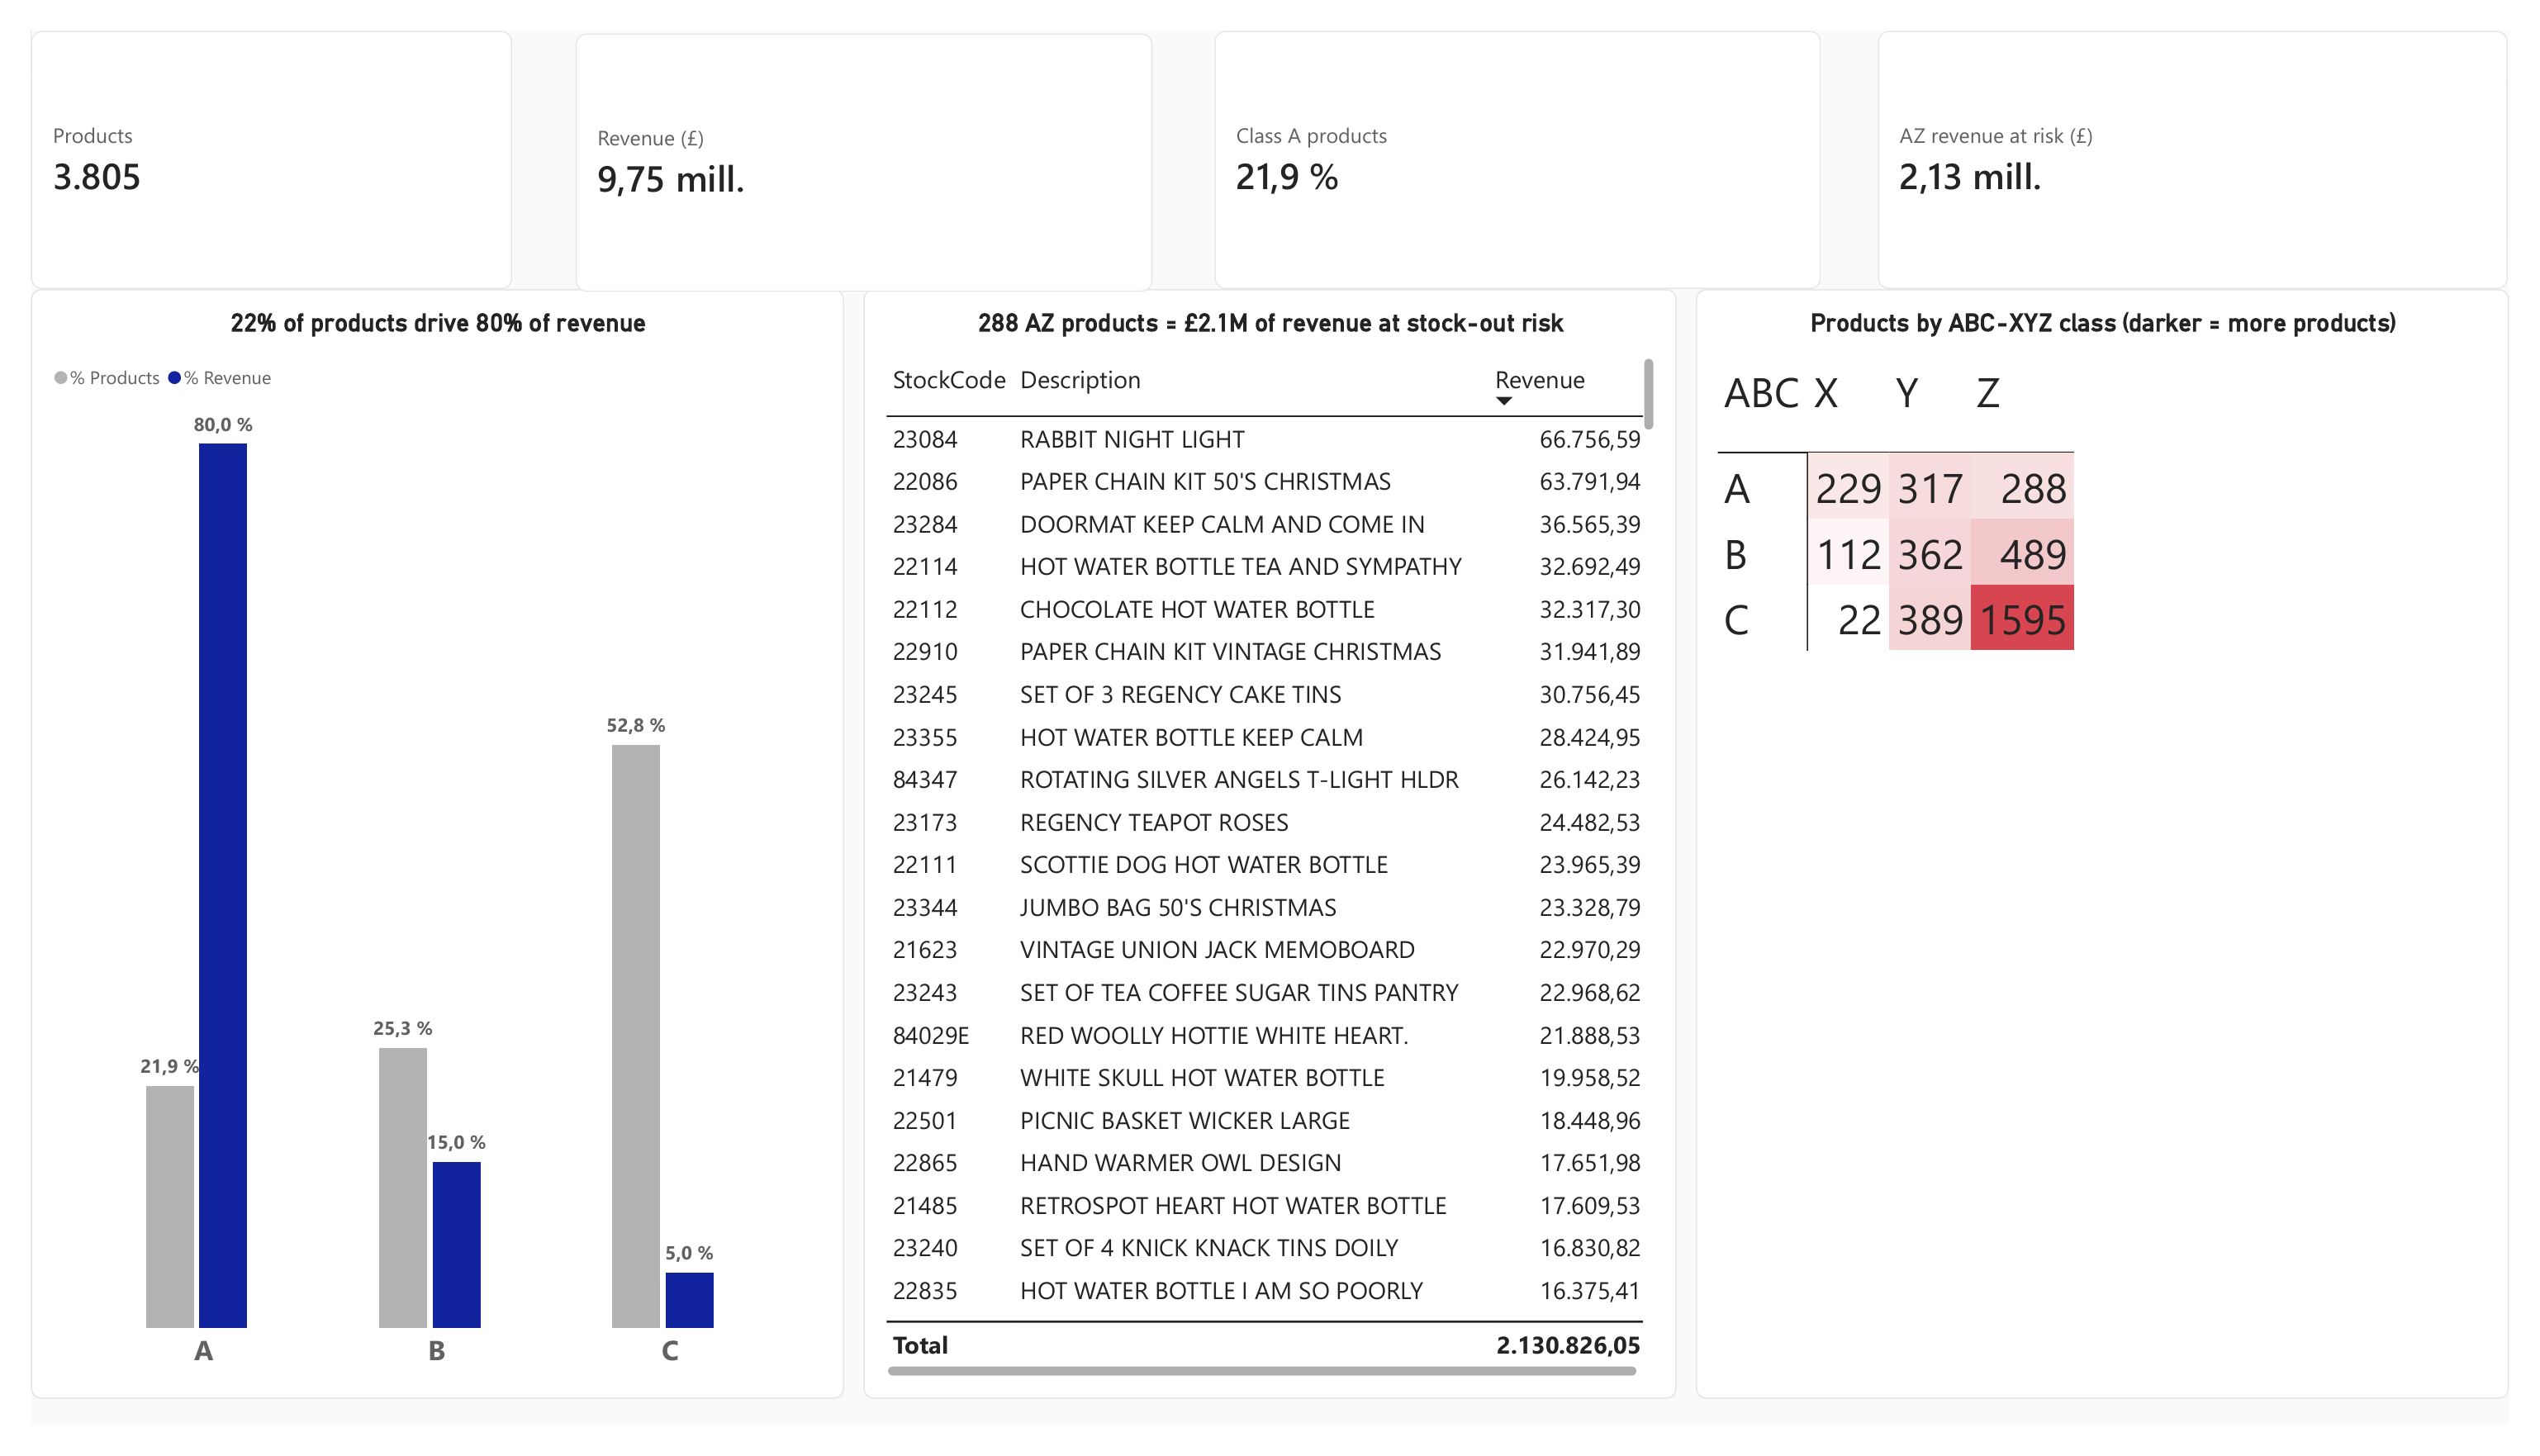 Products
3.805
Revenue (£)
9,75 mill.
Class A products
21,9 %
AZ revenue at risk (£)
2,13 mill.
22% of products drive 80% of revenue
% Products % Revenue
80,0 %
52,8 %
25,3 %
21,9 %
15,0 %
5,0 %
A B C
288 AZ products = £2.1M of revenue at stock-out risk
StockCode Description Revenue
23084 RABBIT NIGHT LIGHT 66.756,59
22086 PAPER CHAIN KIT 50'S CHRISTMAS 63.791,94
23284 DOORMAT KEEP CALM AND COME IN 36.565,39
22114 HOT WATER BOTTLE TEA AND SYMPATHY 32.692,49
22112 CHOCOLATE HOT WATER BOTTLE 32.317,30
22910 PAPER CHAIN KIT VINTAGE CHRISTMAS 31.941,89
23245 SET OF 3 REGENCY CAKE TINS 30.756,45
23355 HOT WATER BOTTLE KEEP CALM 28.424,95
84347 ROTATING SILVER ANGELS T-LIGHT HLDR 26.142,23
23173 REGENCY TEAPOT ROSES 24.482,53
22111 SCOTTIE DOG HOT WATER BOTTLE 23.965,39
23344 JUMBO BAG 50'S CHRISTMAS 23.328,79
21623 VINTAGE UNION JACK MEMOBOARD 22.970,29
23243 SET OF TEA COFFEE SUGAR TINS PANTRY 22.968,62
84029E RED WOOLLY HOTTIE WHITE HEART. 21.888,53
21479 WHITE SKULL HOT WATER BOTTLE 19.958,52
22501 PICNIC BASKET WICKER LARGE 18.448,96
22865 HAND WARMER OWL DESIGN 17.651,98
21485 RETROSPOT HEART HOT WATER BOTTLE 17.609,53
23240 SET OF 4 KNICK KNACK TINS DOILY 16.830,82
22835 HOT WATER BOTTLE I AM SO POORLY 16.375,41
Total 2.130.826,05
Products by ABC-XYZ class (darker = more products)
ABC X Y Z
A 229 317 288
B 112 362 489
C 22 389 1595